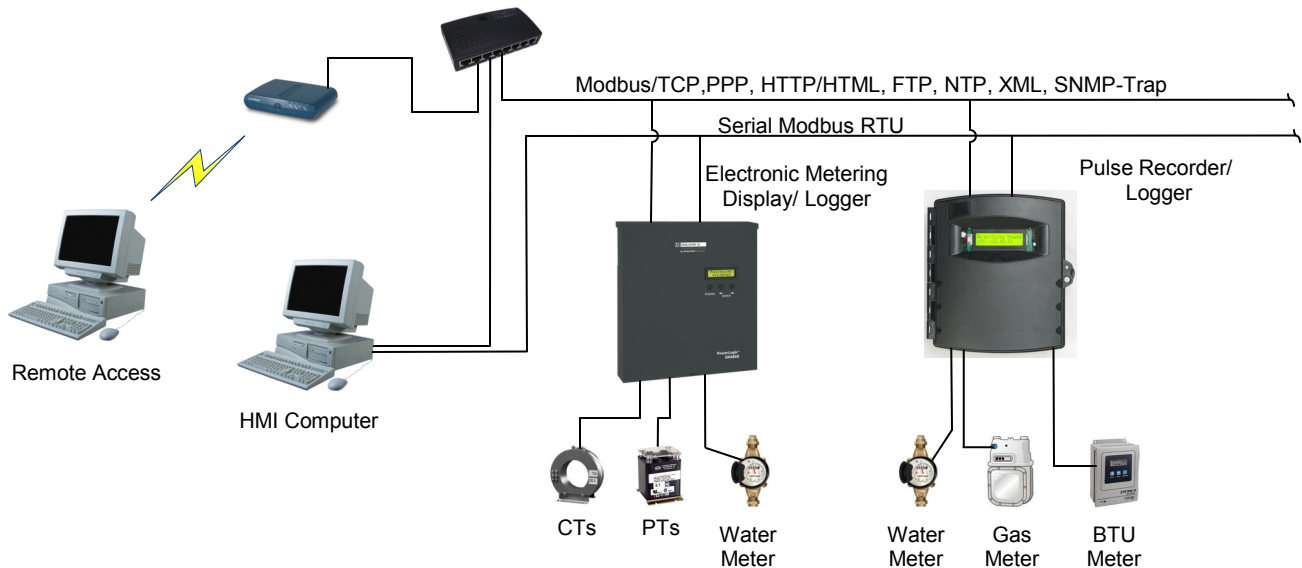 Modbus/TCP,PPP, HTTP/HTML, FTP, NTP, XML, SNMP-Trap
Serial Modbus RTU
Electronic Metering
Display/ Logger
Pulse Recorder/
Logger
Remote Access
HMI Computer
PowerLogic
CTs
PTs
Water
Meter
Water
Meter
Gas
Meter
BTU
Meter